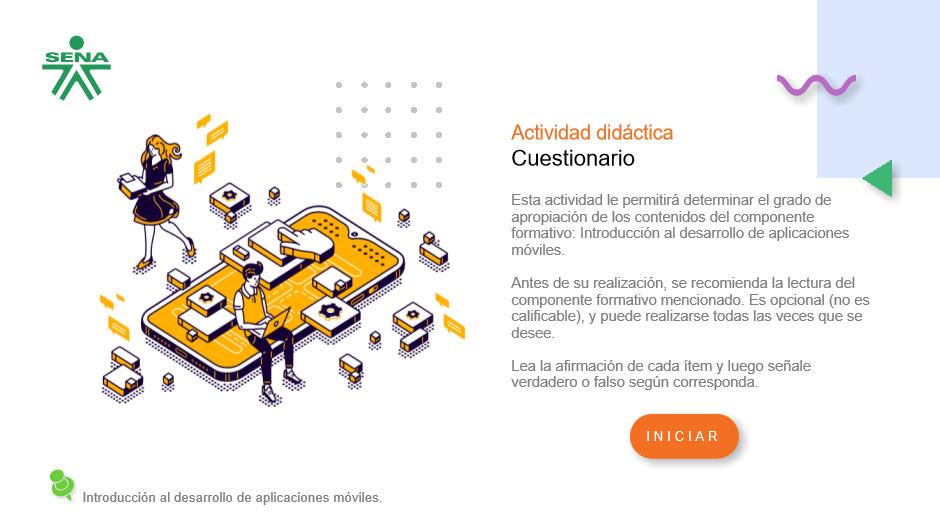 SENA
Actividad didáctica
Cuestionario
Esta actividad le permitirá determinar el grado de
apropiación de los contenidos del componente
formativo: Introducción al desarrollo de aplicaciones
móviles.
Antes de su realización, se recomienda la lectura del
componente formativo mencionado. Es opcional (no es
calificable), y puede realizarse todas las veces que se
desee.
Lea la afirmación de cada ítem y luego señale
verdadero o falso según corresponda.
INICIAR
Introducción al desarrollo de aplicaciones móviles.